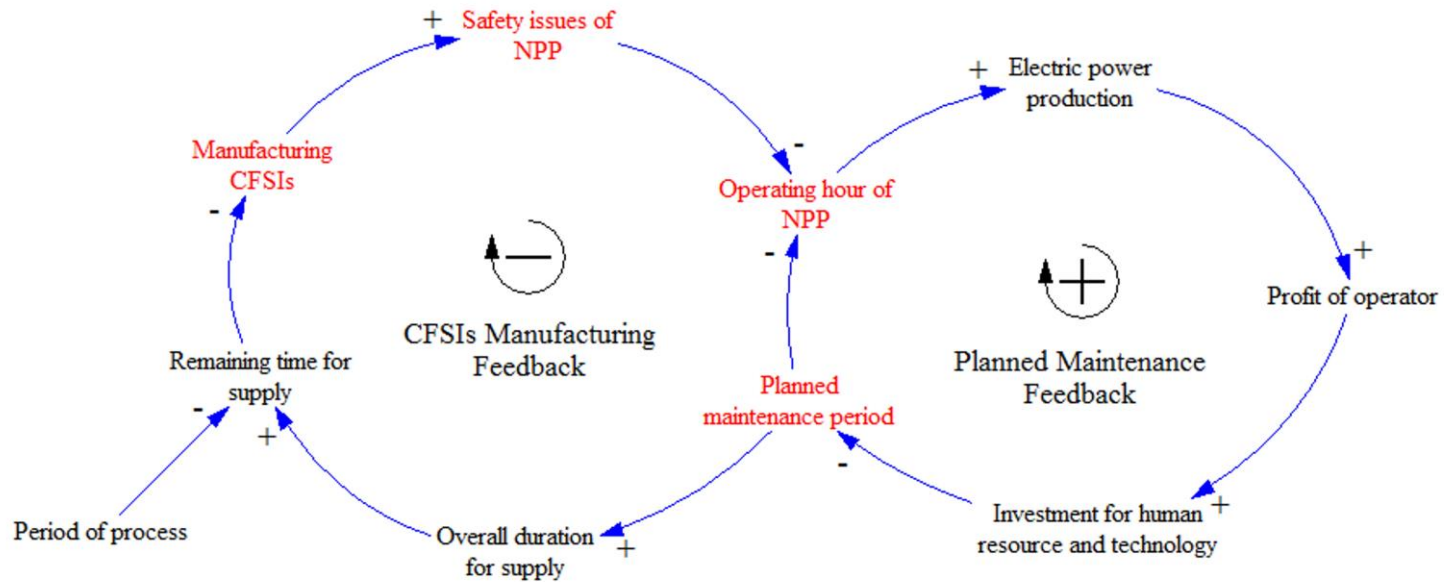 +
Safety issues of
NPP
-
+
Electric power
production
Manufacturing
CFSIs
-
Operating hour of
NPP
-
+
Profit of operator
CFSIs Manufacturing
Feedback
Planned Maintenance
Feedback
Remaining time for
supply
-
+
Planned
maintenance period
-
Period of process
Overall duration
for supply
+
Investment for human
resource and technology
+